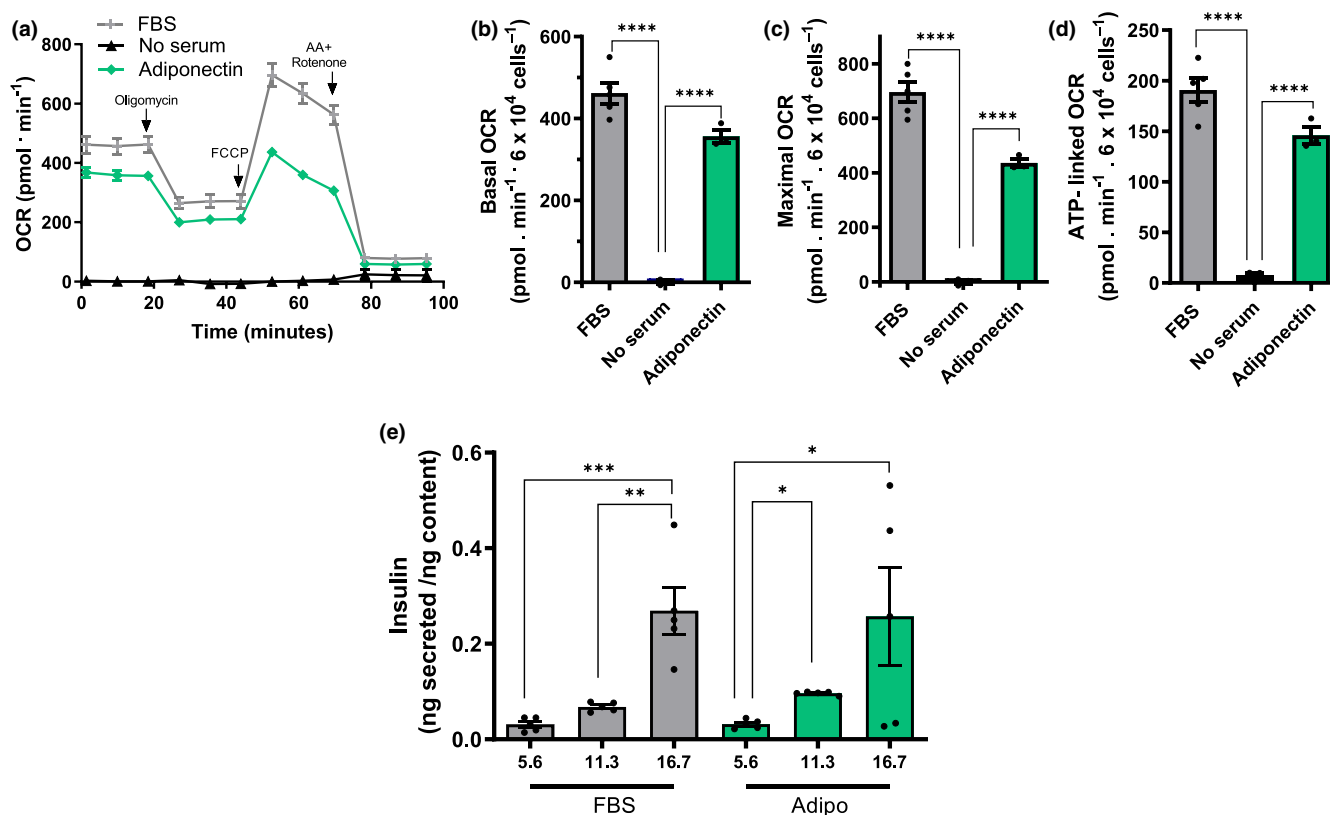 (a)
FBS
No serum
Adiponectin
800
600
400
200
0
OCR (pmol · min⁻¹)
Oligomycin
FCCP
AA+
Rotenone
0 20 40 60 80 100
Time (minutes)
(b)
****
****
600
400
200
0
Basal OCR
(pmol . min⁻¹ . 6 x 10⁴ cells⁻¹)
FBS
No serum
Adiponectin
(c)
****
****
800
600
400
200
0
Maximal OCR
(pmol . min⁻¹ . 6 x 10⁴ cells⁻¹)
FBS
No serum
Adiponectin
(d)
****
****
250
200
150
100
50
0
ATP- linked OCR
(pmol . min⁻¹ . 6 x 10⁴ cells⁻¹)
FBS
No serum
Adiponectin
(e)
0.6
0.4
0.2
0.0
Insulin
(ng secreted /ng content)
***
**
*
*
5.6 11.3 16.7 5.6 11.3 16.7
FBS Adipo